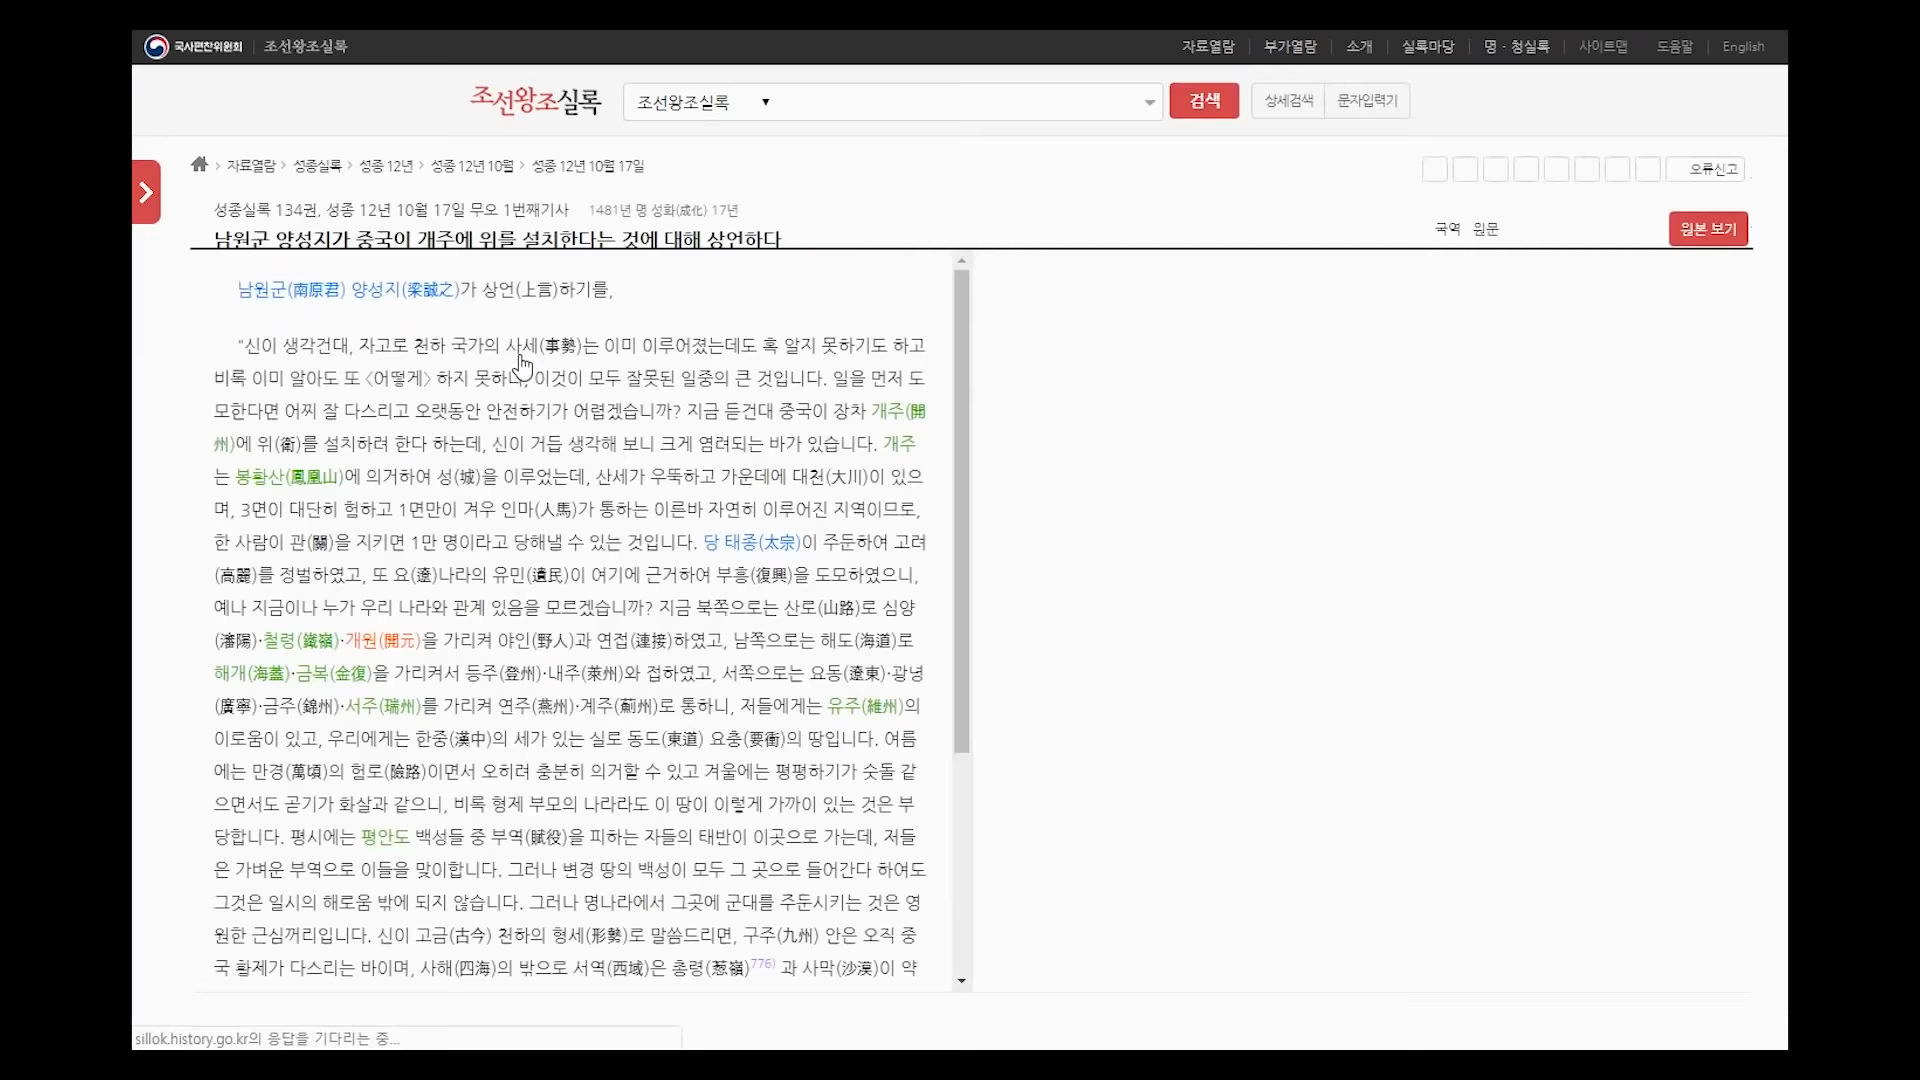 국사편찬위원회 조선왕조실록 자료열람 부가열람 소개 실록마당 명 · 청실록 사이트맵 도움말 English
조선왕조실록 조선왕조실록 ▼ 검색 상세검색 문자입력기
자료열람 > 성종실록 > 성종 12년 > 성종 12년 10월 > 성종 12년 10월 17일 오류신고
성종실록 134권, 성종 12년 10월 17일 무오 1번째기사 1481년 명 성화(成化) 17년
국역 원문 원본 보기
남원군 양성지가 중국이 개주에 위를 설치한다는 것에 대해 상언하다
남원군(南原君) 양성지(梁誠之)가 상언(上言)하기를,
"신이 생각건대, 자고로 천하 국가의 사세(事勢)는 이미 이루어졌는데도 혹 알지 못하기도 하고
비록 이미 알아도 또 〈어떻게〉 하지 못하니, 이것이 모두 잘못된 일중의 큰 것입니다. 일을 먼저 도
모한다면 어찌 잘 다스리고 오랫동안 안전하기가 어렵겠습니까? 지금 듣건대 중국이 장차 개주(開
州)에 위(衛)를 설치하려 한다 하는데, 신이 거듭 생각해 보니 크게 염려되는 바가 있습니다. 개주
는 봉황산(鳳凰山)에 의거하여 성(城)을 이루었는데, 산세가 우뚝하고 가운데에 대천(大川)이 있으
며, 3면이 대단히 험하고 1면만이 겨우 인마(人馬)가 통하는 이른바 자연히 이루어진 지역이므로,
한 사람이 관(關)을 지키면 1만 명이라고 당해낼 수 있는 것입니다. 당 태종(太宗)이 주둔하여 고려
(高麗)를 정벌하였고, 또 요(遼)나라의 유민(遺民)이 여기에 근거하여 부흥(復興)을 도모하였으니,
예나 지금이나 누가 우리 나라와 관계 있음을 모르겠습니까? 지금 북쪽으로는 산로(山路)로 심양
(瀋陽)·철령(鐵嶺)·개원(開元)을 가리켜 야인(野人)과 연접(連接)하였고, 남쪽으로는 해도(海道)로
해개(海蓋)·금복(金復)을 가리켜서 등주(登州)·내주(萊州)와 접하였고, 서쪽으로는 요동(遼東)·광녕
(廣寧)·금주(錦州)·서주(瑞州)를 가리켜 연주(燕州)·계주(薊州)로 통하니, 저들에게는 유주(維州)의
이로움이 있고, 우리에게는 한중(漢中)의 세가 있는 실로 동도(東道) 요충(要衝)의 땅입니다. 여름
에는 만경(萬頃)의 험로(險路)이면서 오히려 충분히 의거할 수 있고 겨울에는 평평하기가 숫돌 같
으면서도 곧기가 화살과 같으니, 비록 형제 부모의 나라라도 이 땅이 이렇게 가까이 있는 것은 부
당합니다. 평시에는 평안도 백성들 중 부역(賦役)을 피하는 자들의 태반이 이곳으로 가는데, 저들
은 가벼운 부역으로 이들을 맞이합니다. 그러나 변경 땅의 백성이 모두 그 곳으로 들어간다 하여도
그것은 일시의 해로움 밖에 되지 않습니다. 그러나 명나라에서 그곳에 군대를 주둔시키는 것은 영
원한 근심꺼리입니다. 신이 고금(古今) 천하의 형세(形勢)로 말씀드리면, 구주(九州) 안은 오직 중
국 황제가 다스리는 바이며, 사해(四海)의 밖으로 서역(西域)은 총령(葱嶺)776) 과 사막(沙漠)이 약
sillok.history.go.kr의 응답을 기다리는 중...